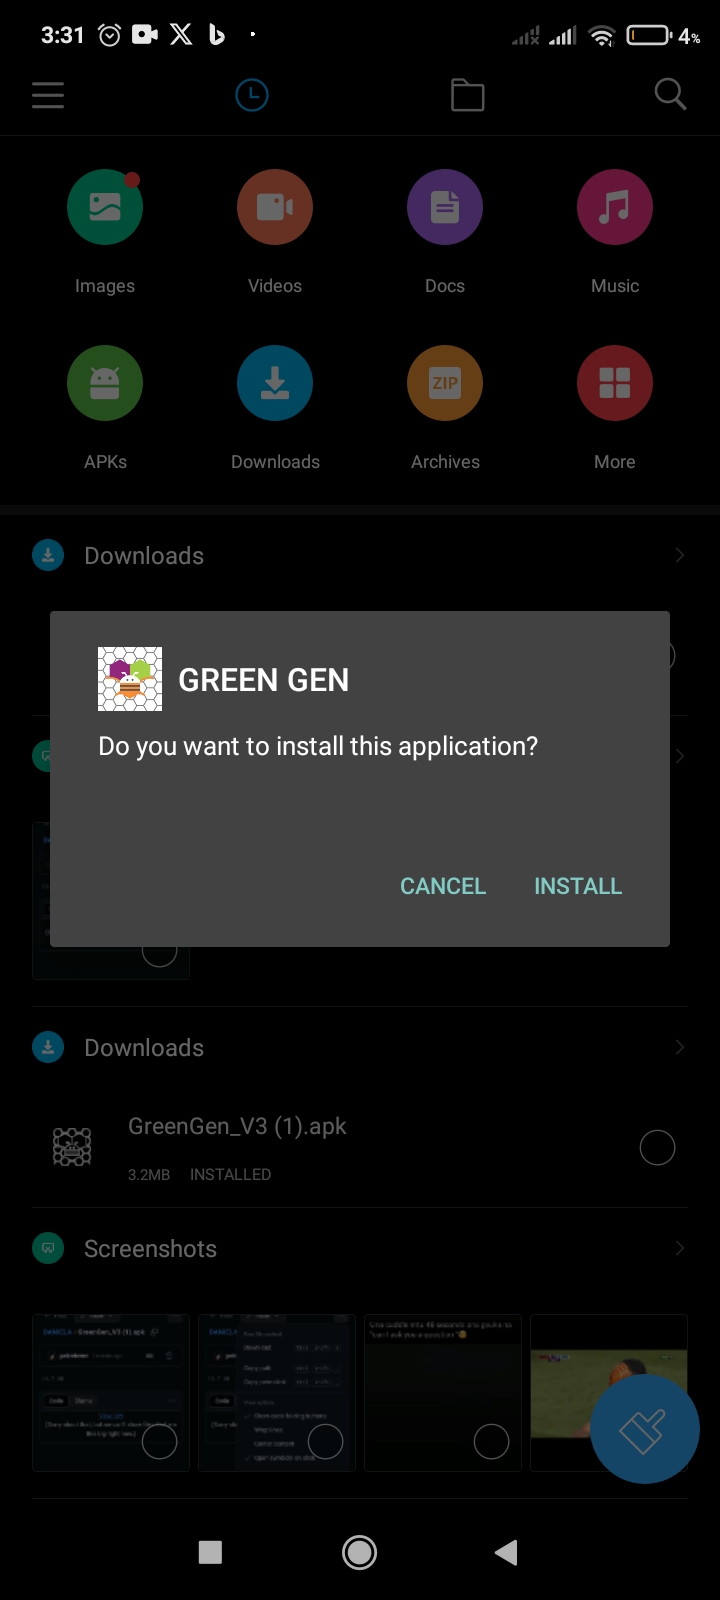 3:31
4%
Images
Videos
Docs
Music
APKs
ZIP
Downloads
Archives
More
Downloads
GREEN GEN
Do you want to install this application?
CANCEL
INSTALL
Downloads
GreenGen_V3 (1).apk
3.2MB
INSTALLED
Screenshots